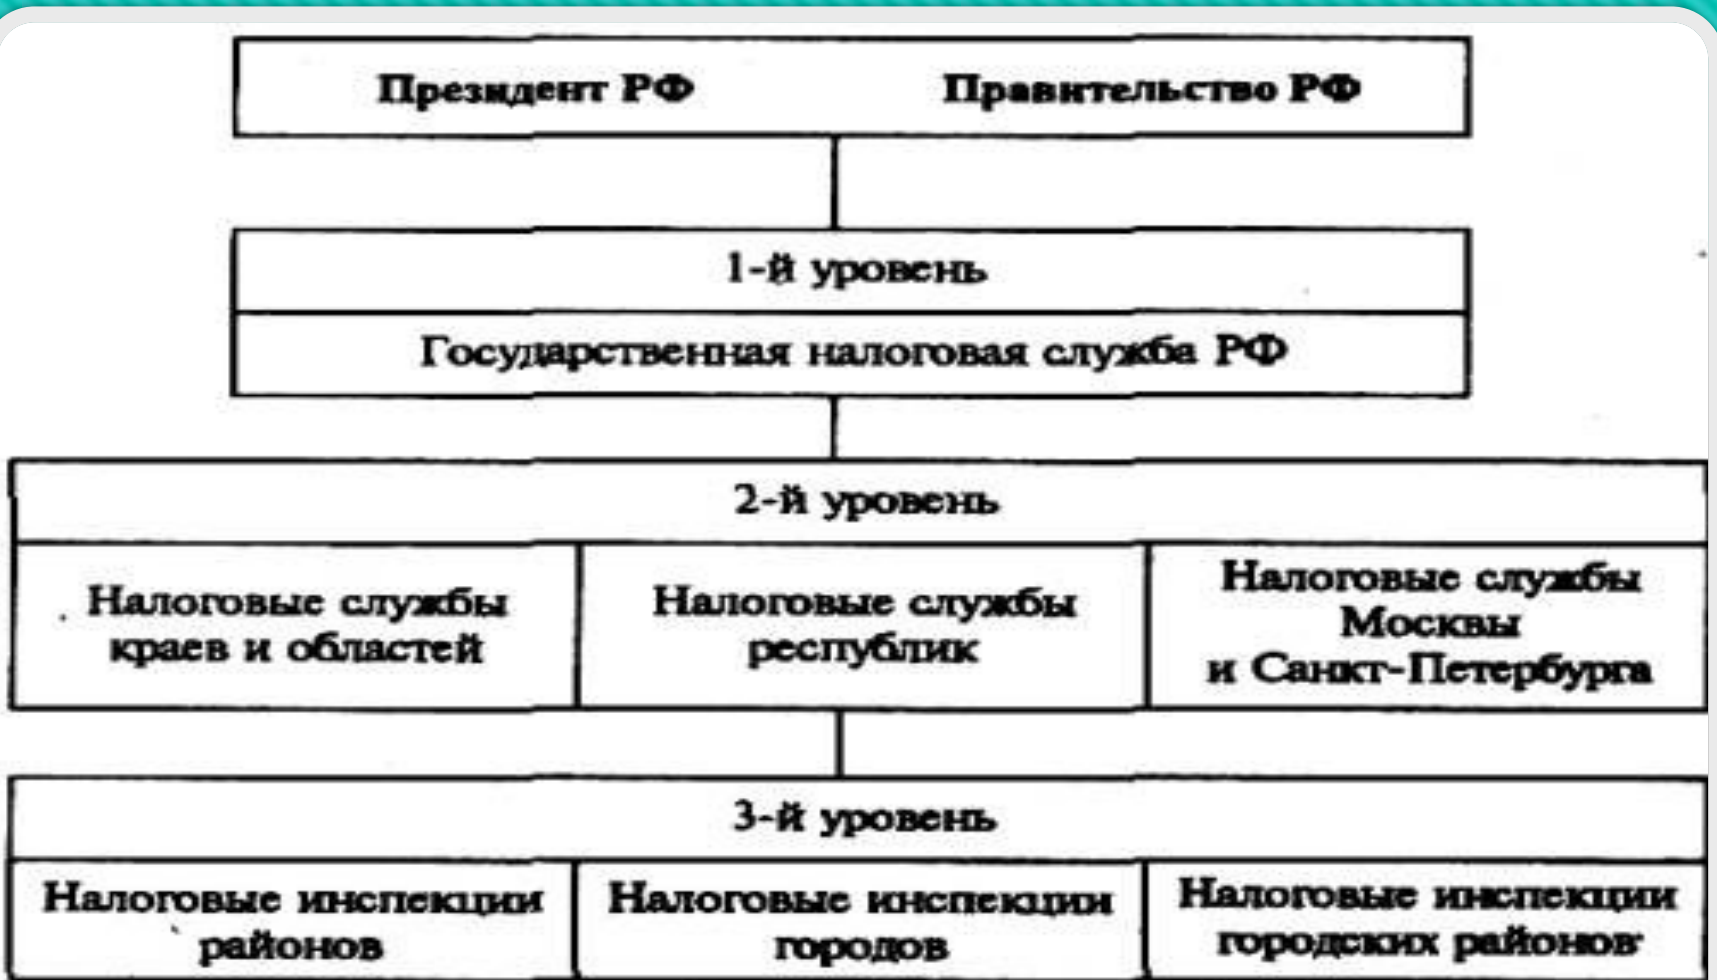 Президент РФ Правительство РФ
1-й уровень
Государственная налоговая служба РФ
2-й уровень
Налоговые службы
краев и областей
Налоговые службы
республик
Налоговые службы
Москвы
и Санкт-Петербурга
3-й уровень
Налоговые инспекции
районов
Налоговые инспекции
городов
Налоговые инспекции
городских районов